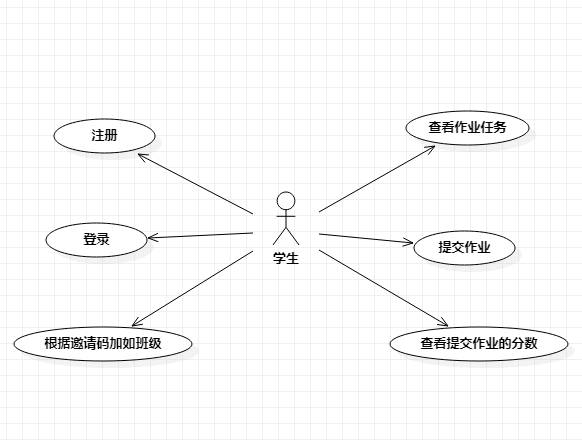 注册
查看作业任务
登录
提交作业
学生
根据邀请码加如班级
查看提交作业的分数